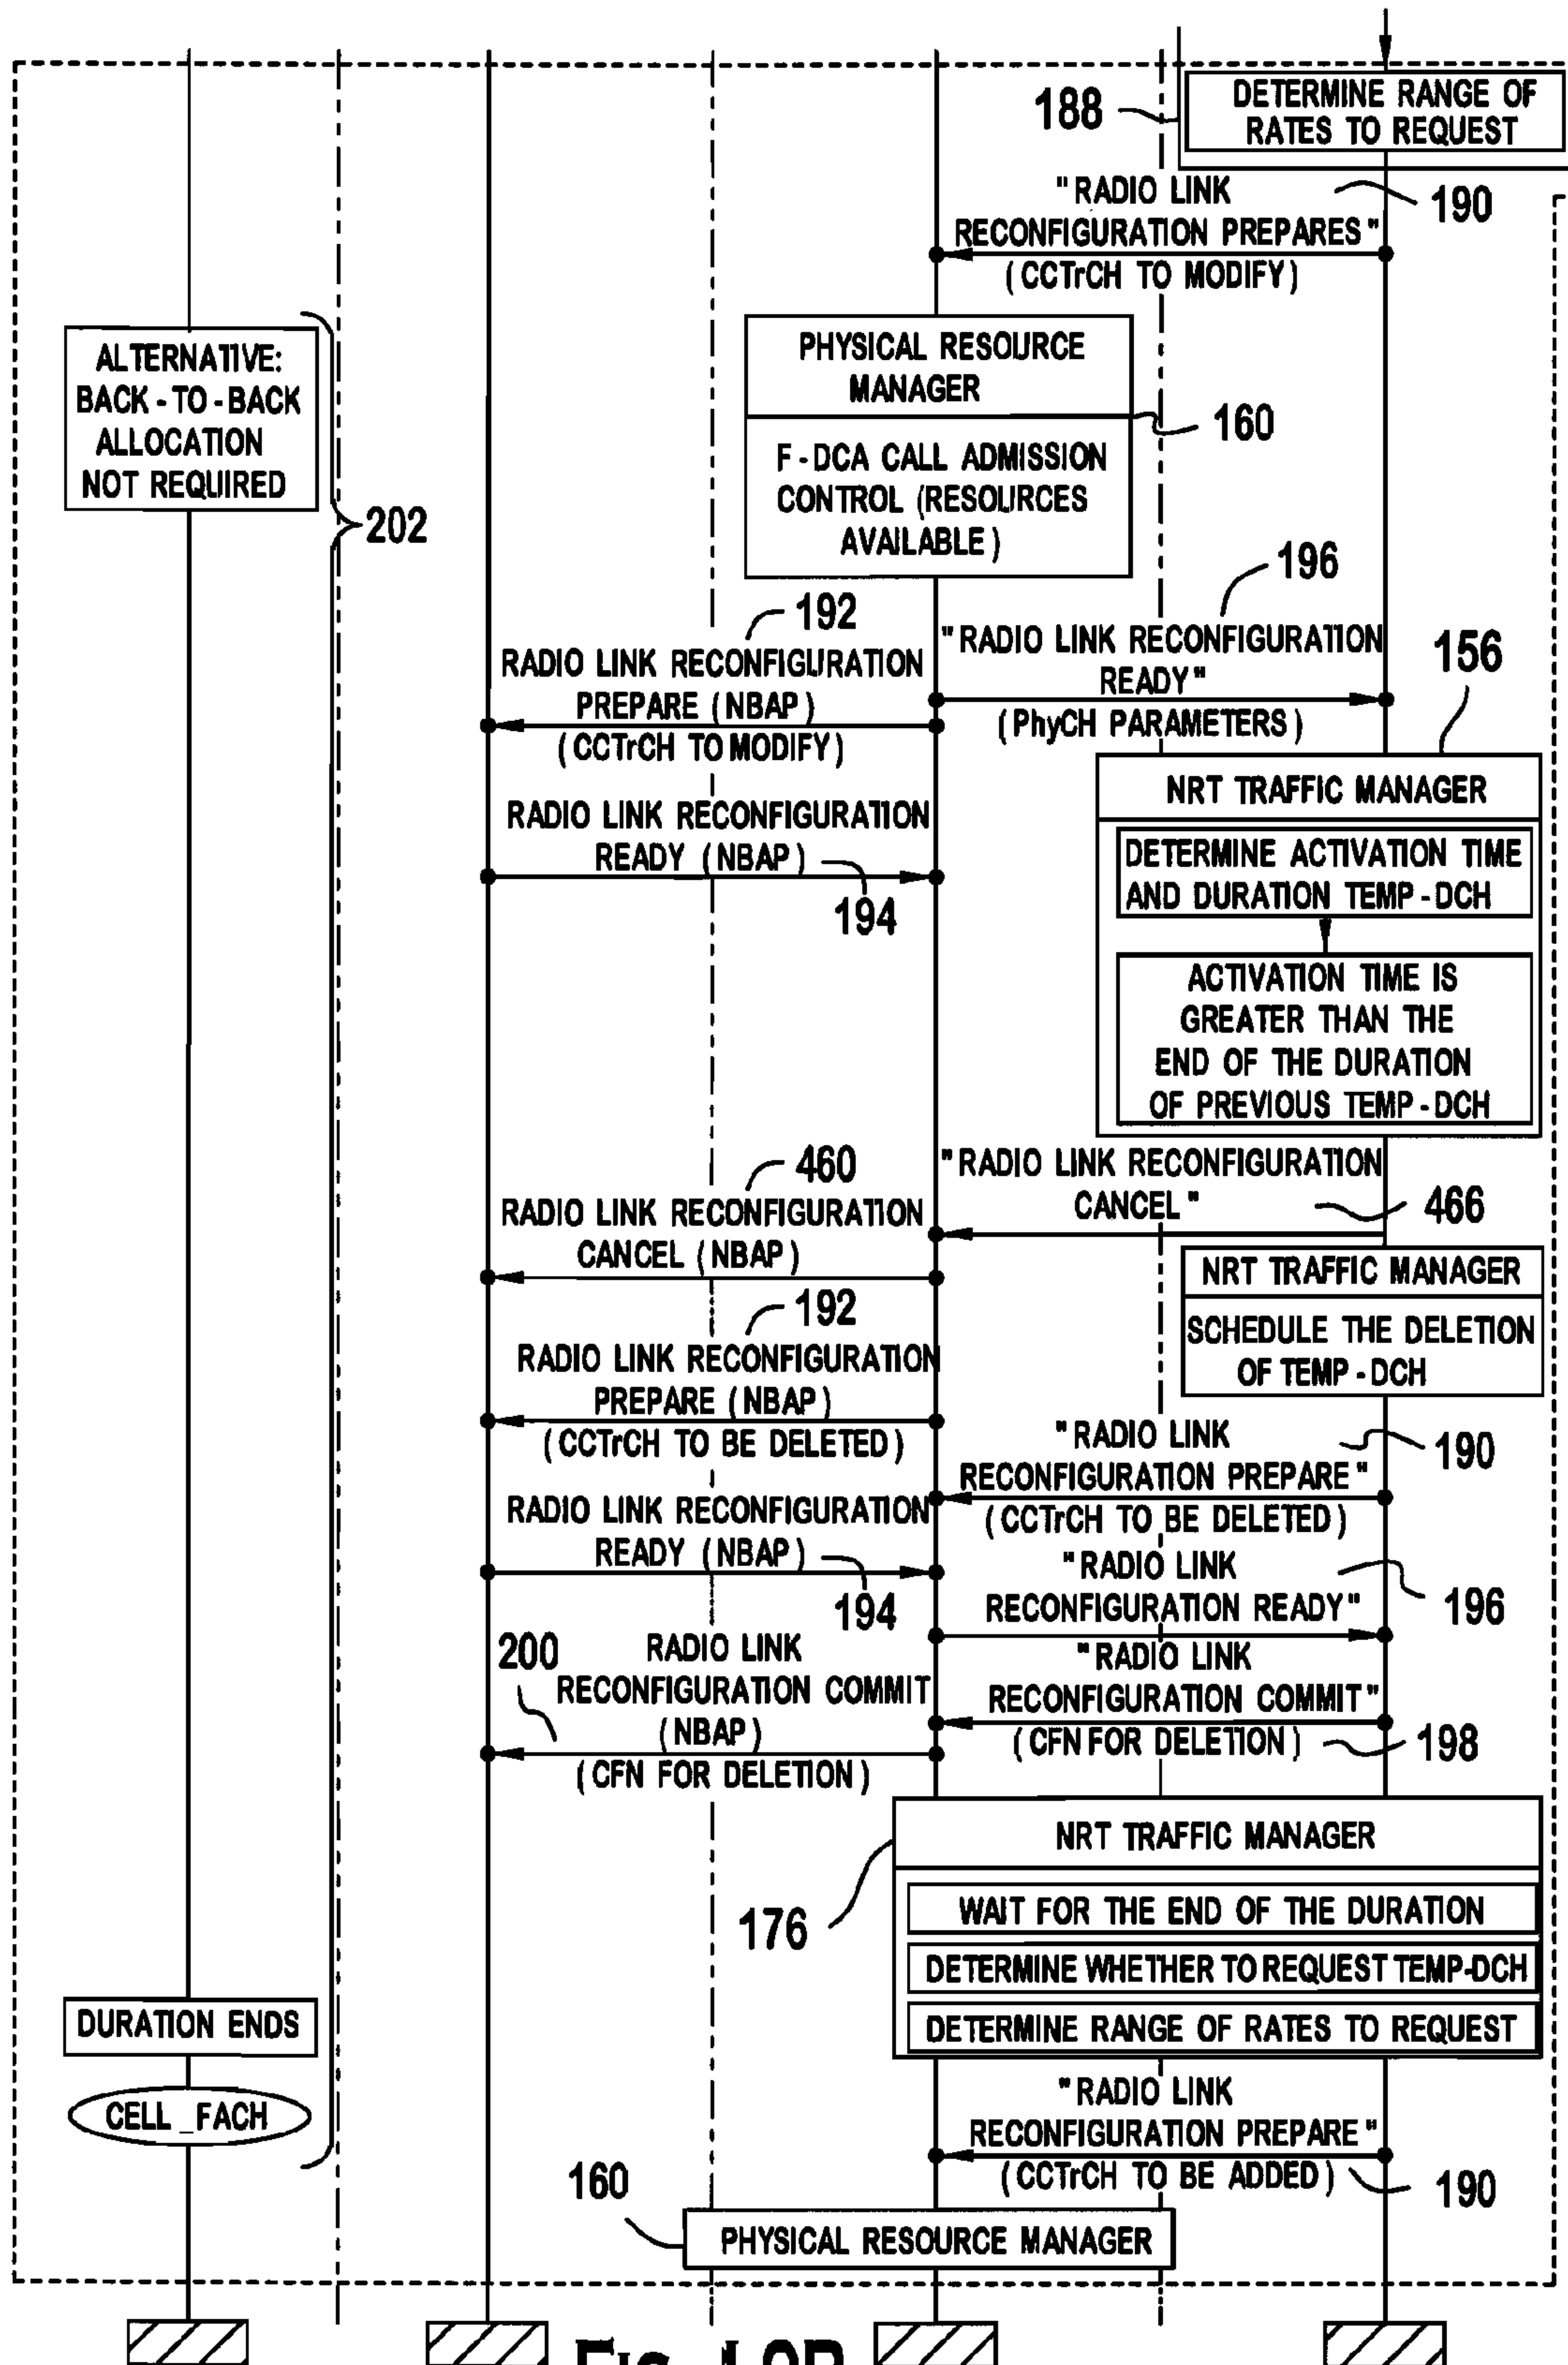 188
DETERMINE RANGE OF
RATES TO REQUEST
"RADIO LINK
190
RECONFIGURATION PREPARES"
(CCTrCH TO MODIFY)
ALTERNATIVE:
BACK-TO-BACK
ALLOCATION
NOT REQUIRED
202
PHYSICAL RESOURCE
MANAGER
160
F-DCA CALL ADMISSION
CONTROL (RESOURCES
AVAILABLE)
196
192
"RADIO LINK RECONFIGURATION
READY"
(PhyCH PARAMETERS)
156
RADIO LINK RECONFIGURATION
PREPARE (NBAP)
(CCTrCH TO MODIFY)
NRT TRAFFIC MANAGER
RADIO LINK RECONFIGURATION
READY (NBAP)
194
DETERMINE ACTIVATION TIME
AND DURATION TEMP-DCH
ACTIVATION TIME IS
GREATER THAN THE
END OF THE DURATION
OF PREVIOUS TEMP-DCH
460
"RADIO LINK RECONFIGURATION
CANCEL"
466
RADIO LINK RECONFIGURATION
CANCEL (NBAP)
NRT TRAFFIC MANAGER
SCHEDULE THE DELETION
OF TEMP-DCH
192
RADIO LINK RECONFIGURATION
PREPARE (NBAP)
(CCTrCH TO BE DELETED)
"RADIO LINK
190
RECONFIGURATION PREPARE"
(CCTrCH TO BE DELETED)
RADIO LINK RECONFIGURATION
READY (NBAP)
194
"RADIO LINK
RECONFIGURATION READY"
196
200
RADIO LINK
RECONFIGURATION COMMIT
(NBAP)
(CFN FOR DELETION)
"RADIO LINK
RECONFIGURATION COMMIT"
(CFN FOR DELETION)
198
NRT TRAFFIC MANAGER
176
WAIT FOR THE END OF THE DURATION
DETERMINE WHETHER TO REQUEST TEMP-DCH
DETERMINE RANGE OF RATES TO REQUEST
DURATION ENDS
CELL_FACH
"RADIO LINK
RECONFIGURATION PREPARE"
(CCTrCH TO BE ADDED)
190
160
PHYSICAL RESOURCE MANAGER